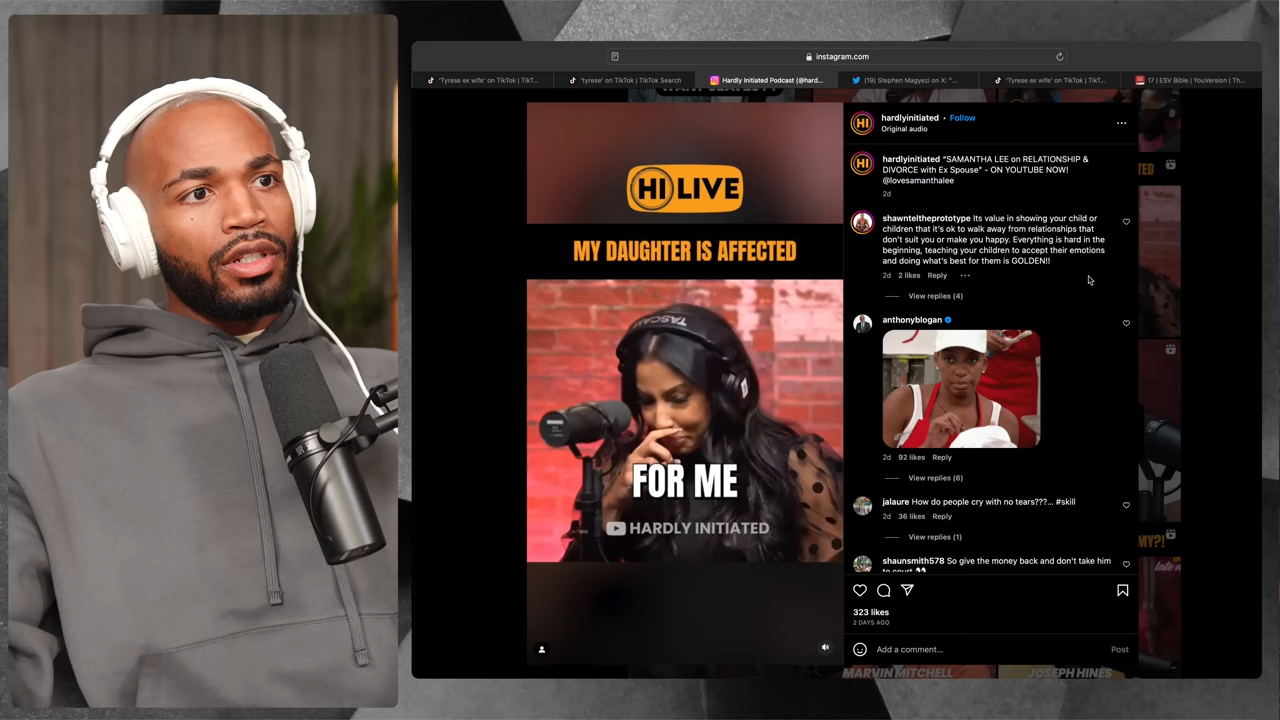 instagram.com
'Tyrese ex wife' on TikTok | TikT...
'tyrese' on TikTok | TikTok Search
Hardly Initiated Podcast (@hard...
(19) Stephen Magyezi on X: "...
'Tyrese ex wife' on TikTok | TikT...
17 | ESV Bible | YouVersion | Th...
HI LIVE
MY DAUGHTER IS AFFECTED
TASCAM
FOR ME
HARDLY INITIATED
HI
hardlyinitiated • Follow
Original audio
HI
hardlyinitiated “SAMANTHA LEE on RELATIONSHIP &
DIVORCE with Ex Spouse” - ON YOUTUBE NOW!
@lovesamanthalee
2d
shawnteltheprototype Its value in showing your child or
children that it's ok to walk away from relationships that
don't suit you or make you happy. Everything is hard in the
beginning, teaching your children to accept their emotions
and doing what's best for them is GOLDEN!!
2d 2 likes Reply ...
View replies (4)
anthonyblogan
2d 92 likes Reply
View replies (6)
jalaure How do people cry with no tears???... #skill
2d 36 likes Reply
View replies (1)
shaunsmith578 So give the money back and don't take him
to court 👀
323 likes
2 DAYS AGO
Add a comment...
Post
TED
MY?!
MARVIN MITCHELL
JOSEPH HINES